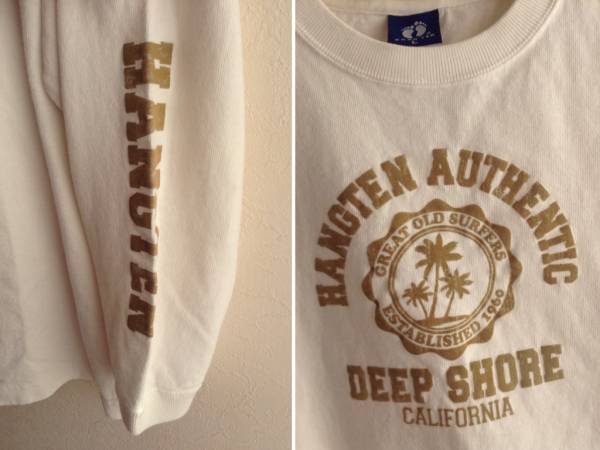 HANGTEN
HANGTEN AUTHENTIC
GREAT OLD SURFERS
ESTABLISHED 1960
DEEP SHORE
CALIFORNIA